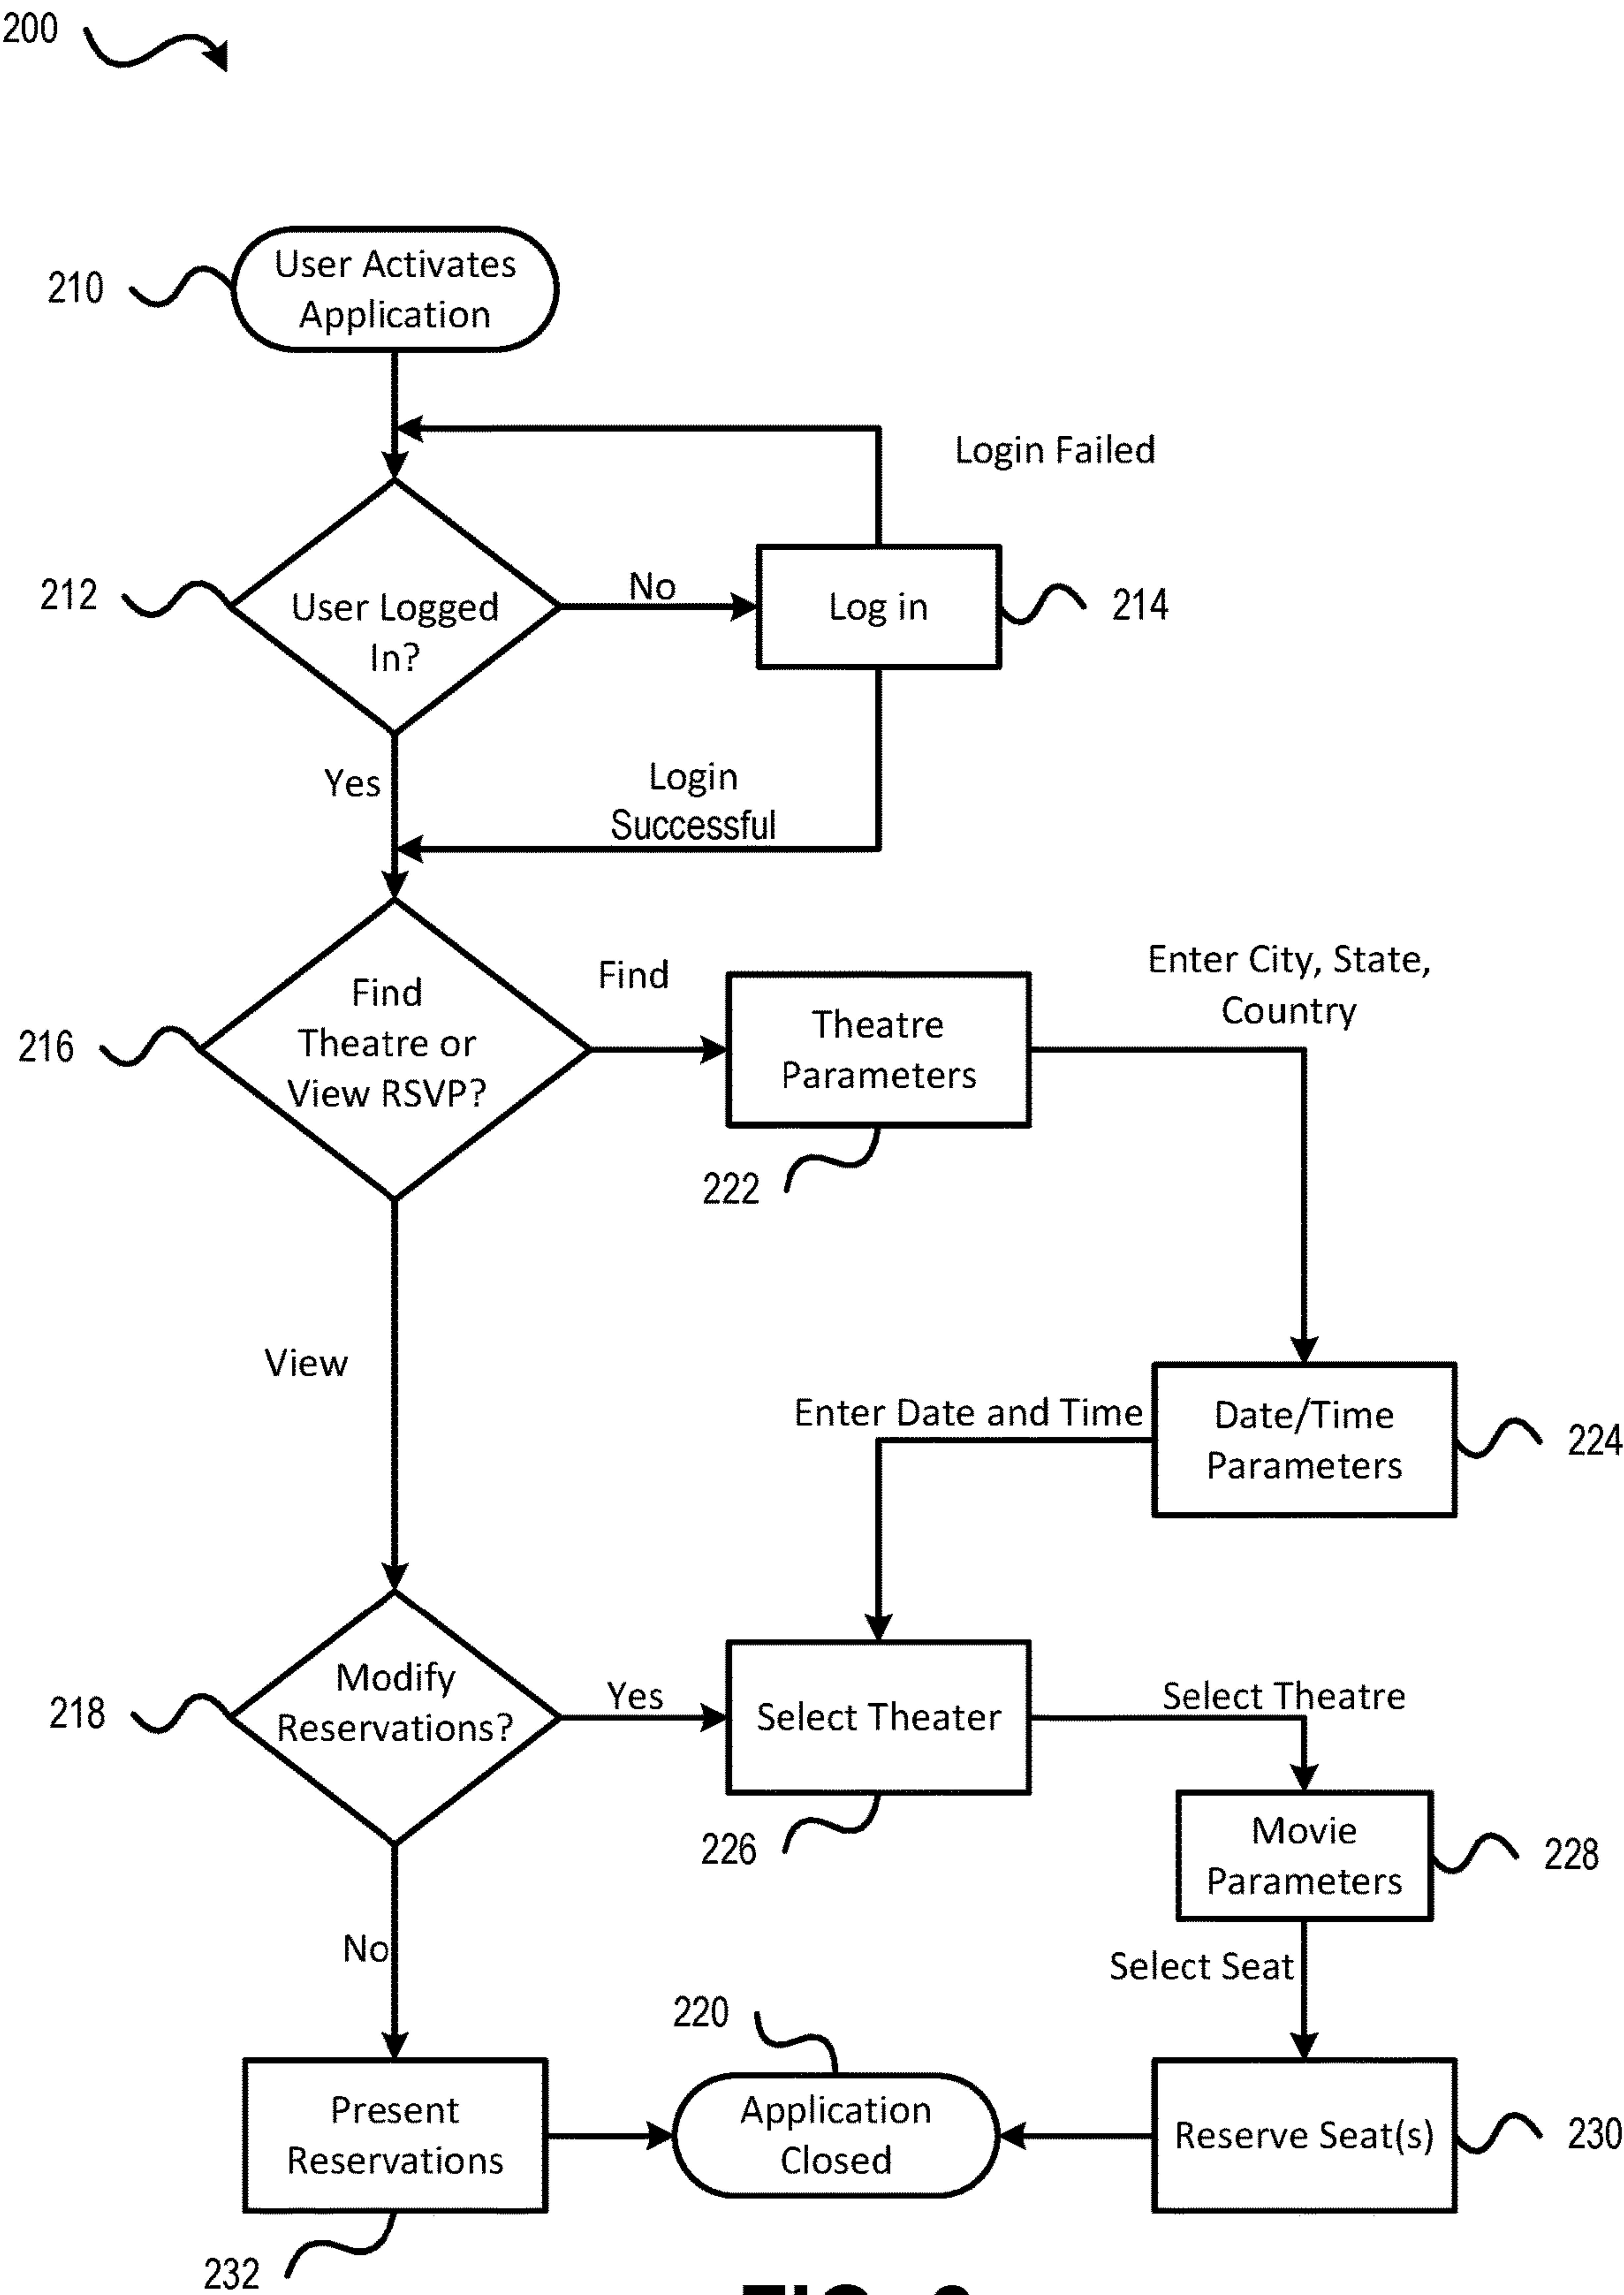 200
User Activates
Application
210
Login Failed
212
User Logged
In?
No
Log in
214
Yes
Login
Successful
216
Find
Theatre or
View RSVP?
Find
Theatre
Parameters
222
Enter City, State,
Country
View
Enter Date and Time
Date/Time
Parameters
224
218
Modify
Reservations?
Yes
Select Theater
226
Select Theatre
Movie
Parameters
228
No
Select Seat
220
Present
Reservations
232
Application
Closed
Reserve Seat(s)
230